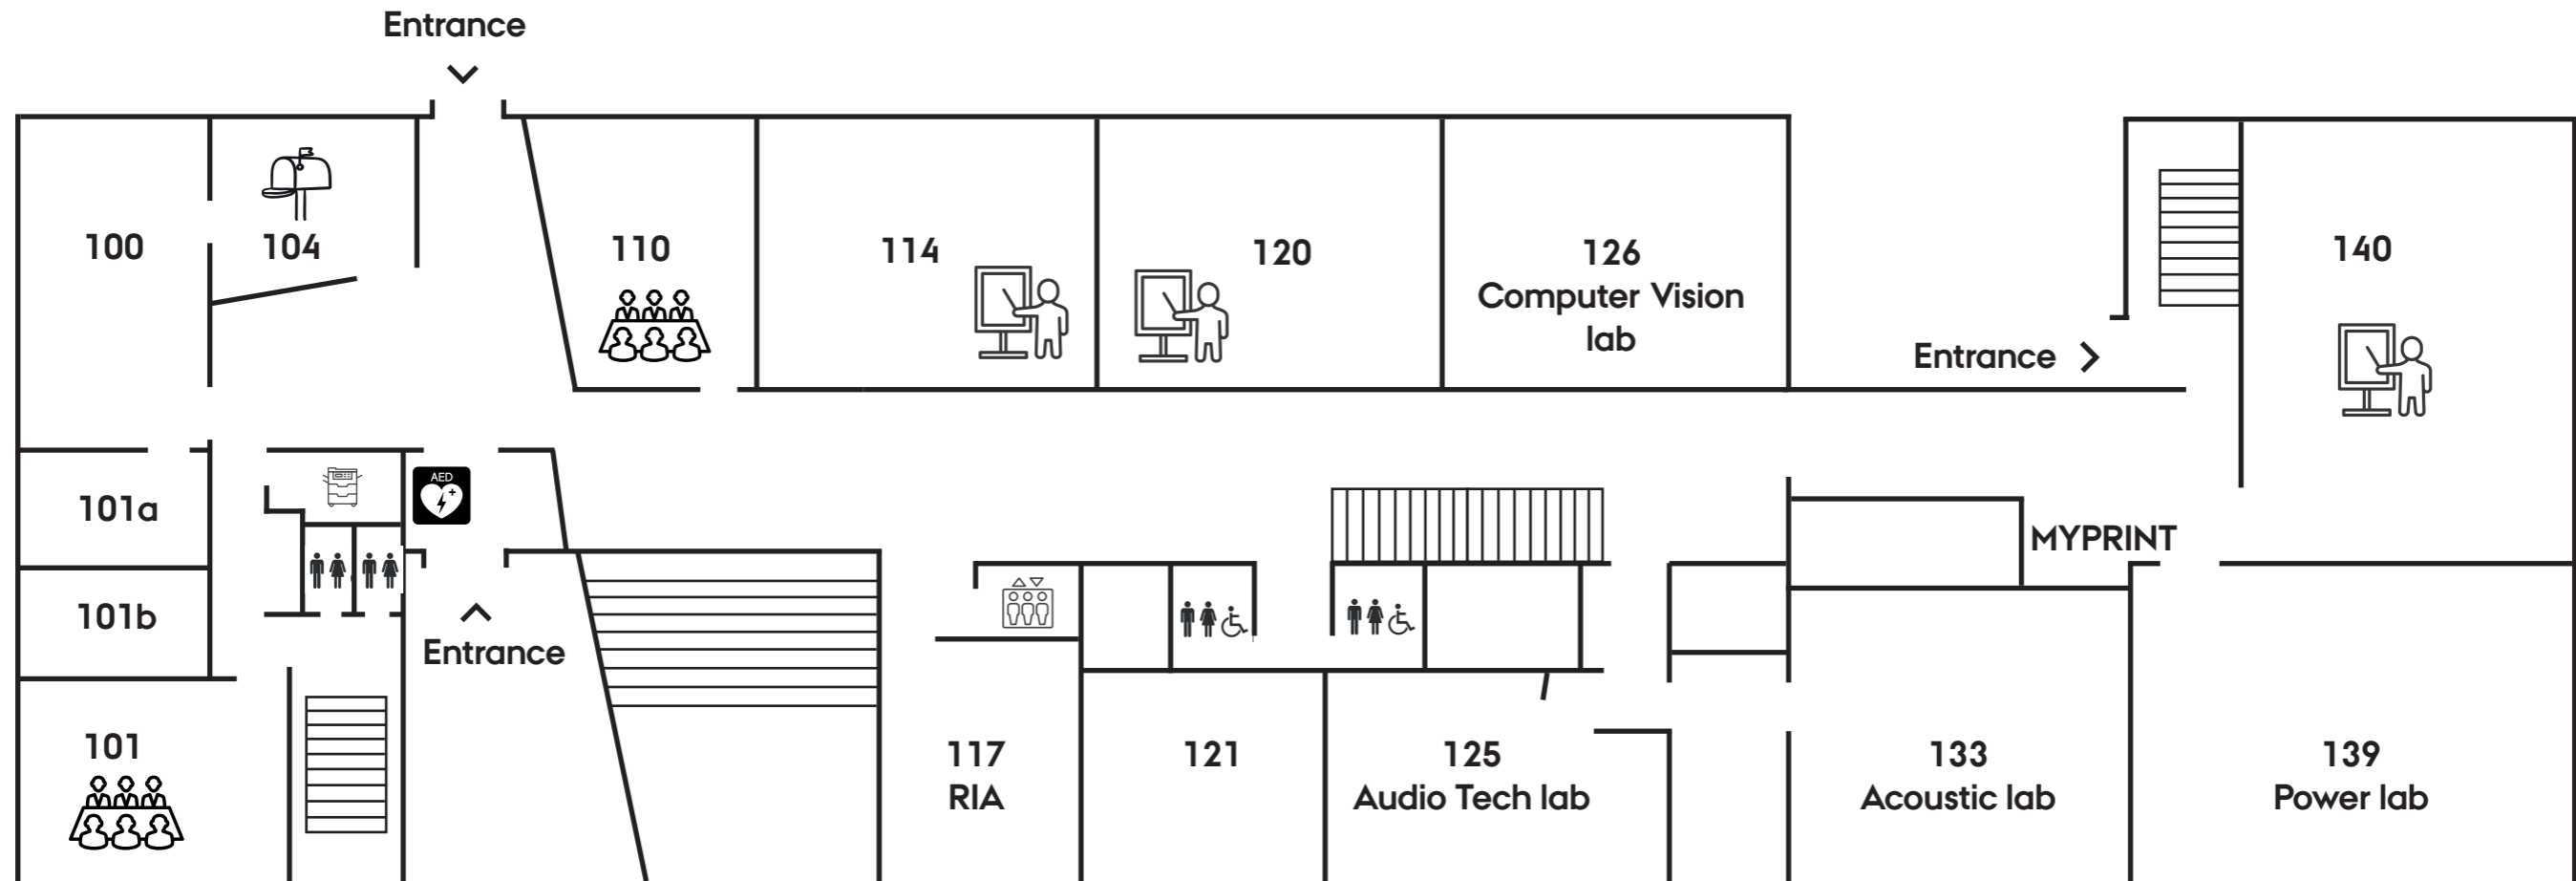 Entrance
100
104
110
114
120
126
Computer Vision
lab
Entrance
140
101a
AED
MYPRINT
101b
Entrance
101
117
RIA
121
125
Audio Tech lab
133
Acoustic lab
139
Power lab